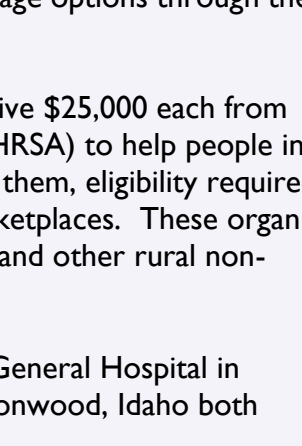 age options through the
ive $25,000 each from
HRSA) to help people in
them, eligibility require
ketplaces. These organ
and other rural non-
General Hospital in
onwood, Idaho both